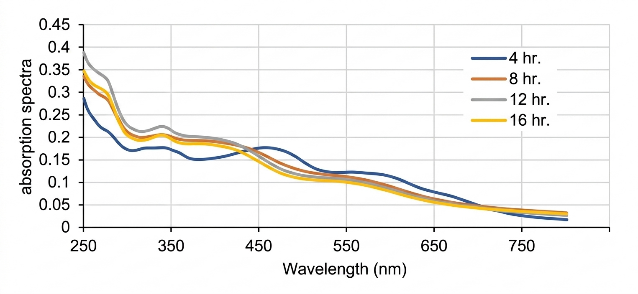 0.45
0.4
0.35
0.3
0.25
0.2
0.15
0.1
0.05
0
absorption spectra
4 hr.
8 hr.
12 hr.
16 hr.
250 350 450 550 650 750
Wavelength (nm)